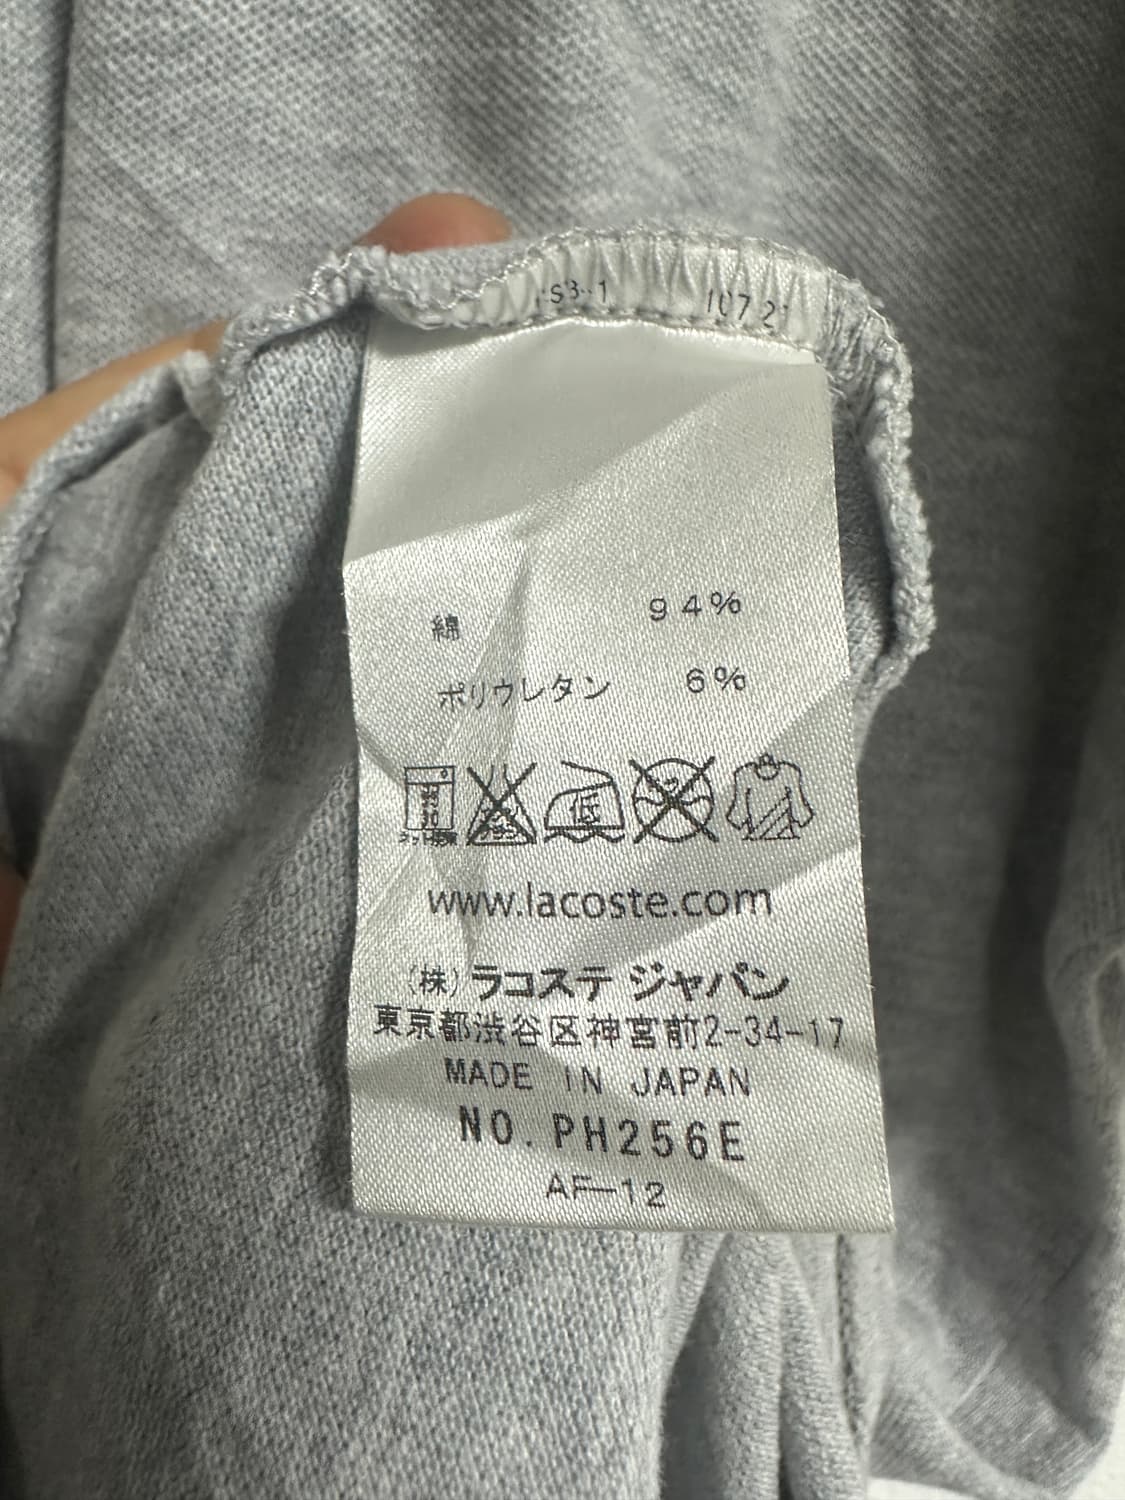 綿 94%
ポリウレタン 6%
www.lacoste.com
(株)ラコステ ジャパン
東京都渋谷区神宮前2-34-17
MADE IN JAPAN
NO. PH256E
AF-12